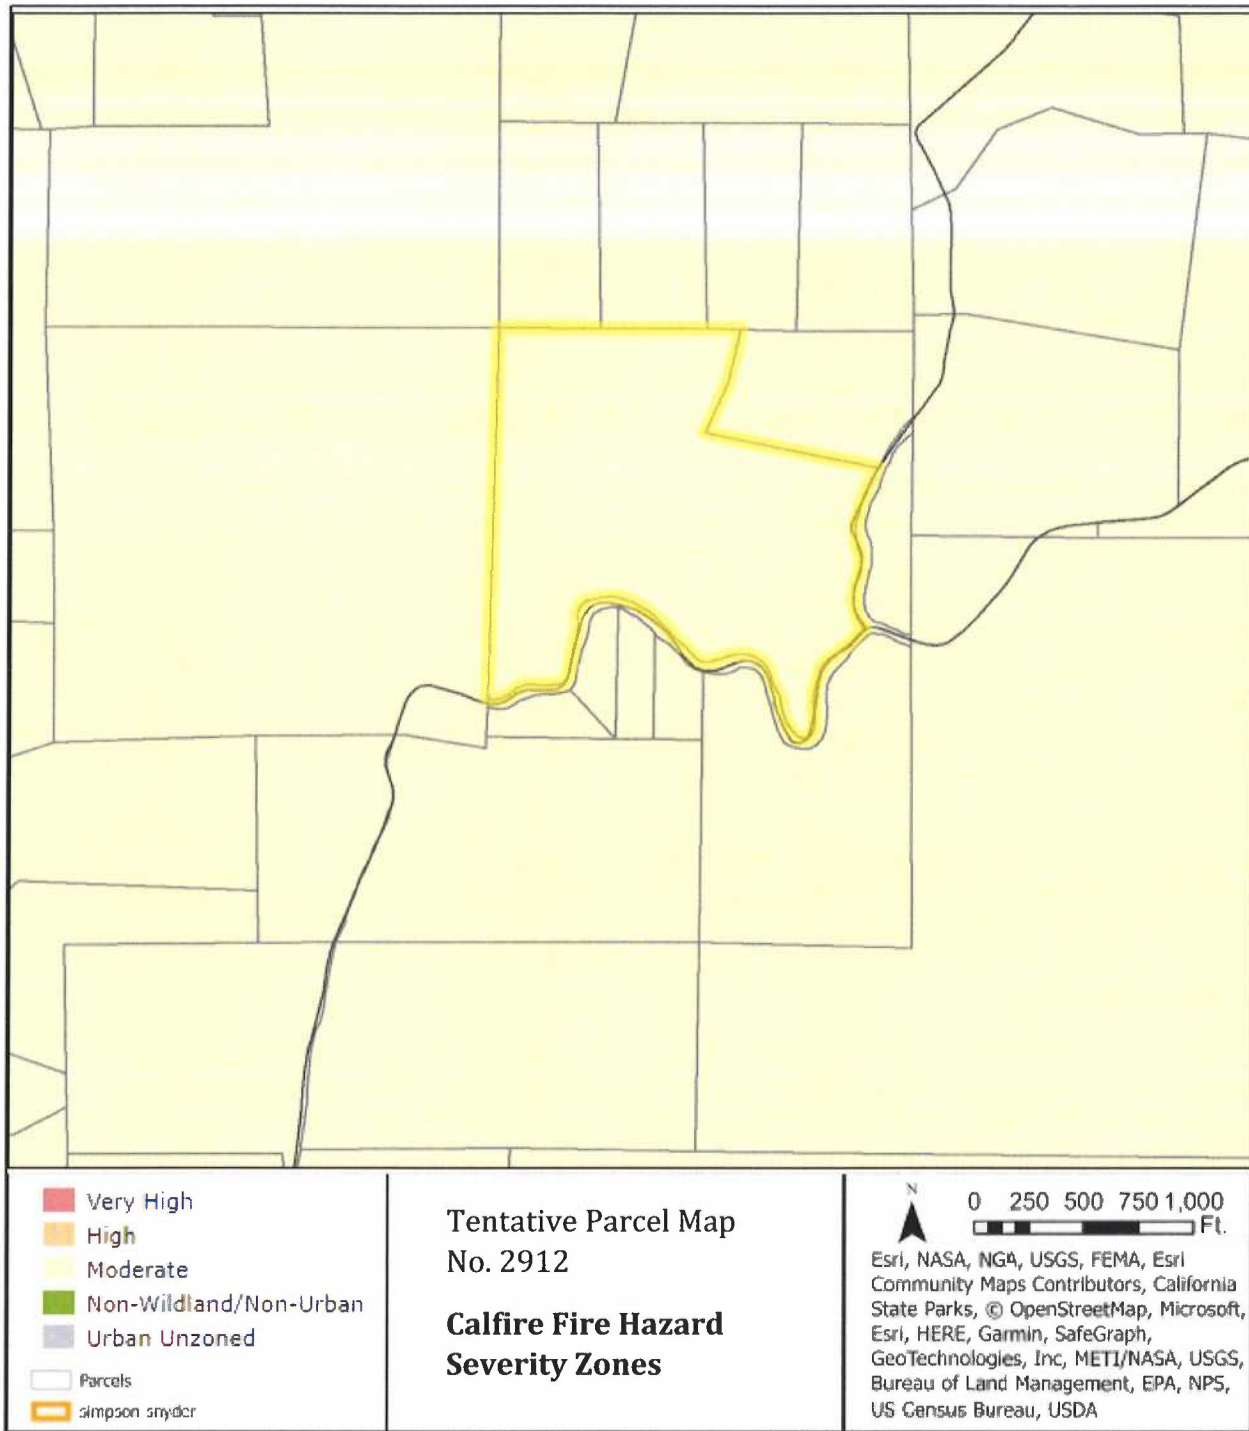 Very High
High
Moderate
Non-Wildland/Non-Urban
Urban Unzoned
Parcels
simpson snyder
Tentative Parcel Map
No. 2912
Calfire Fire Hazard
Severity Zones
N
0 250 500 750 1,000
Ft.
Esri, NASA, NGA, USGS, FEMA, Esri
Community Maps Contributors, California
State Parks, © OpenStreetMap, Microsoft,
Esri, HERE, Garmin, SafeGraph,
GeoTechnologies, Inc, METI/NASA, USGS,
Bureau of Land Management, EPA, NPS,
US Census Bureau, USDA